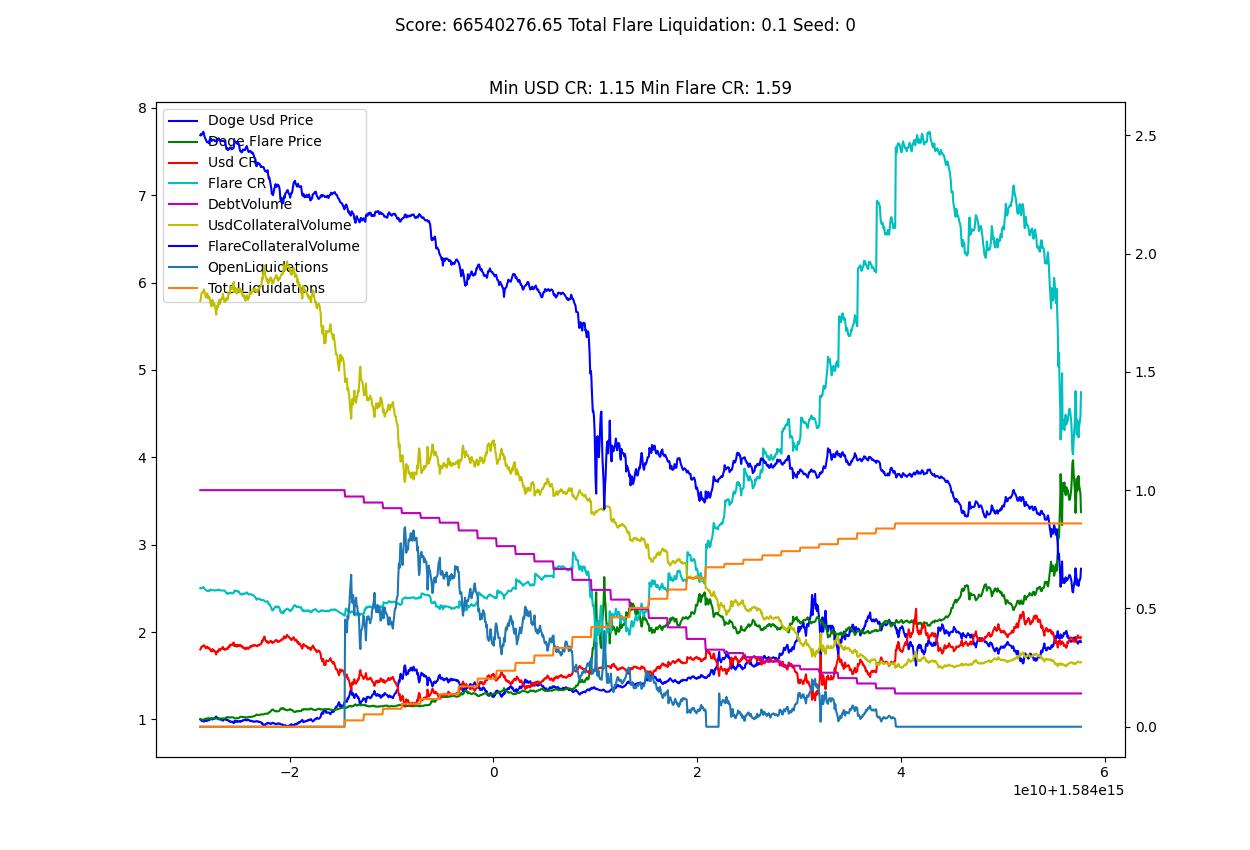 Score: 66540276.65 Total Flare Liquidation: 0.1 Seed: 0
Min USD CR: 1.15 Min Flare CR: 1.59
Doge Usd Price
Doge Flare Price
Usd CR
Flare CR
DebtVolume
UsdCollateralVolume
FlareCollateralVolume
OpenLiquidations
TotalLiquidations
8
7
6
5
4
3
2
1
2.5
2.0
1.5
1.0
0.5
0.0
−2
0
2
4
6
1e10+1.584e15